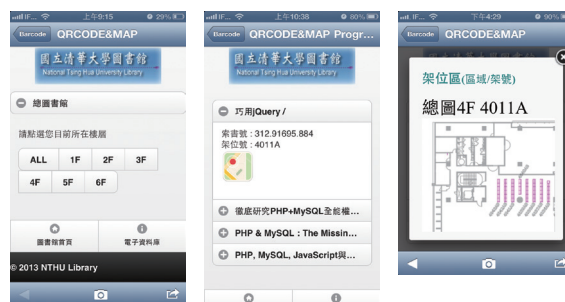 IF... 上午9:15 29%
Barcode QRCODE&MAP
國立清華大學圖書館
National Tsing Hua University Library
總圖書館
請點選您目前所在樓層
ALL 1F 2F 3F
4F 5F 6F
圖書館首頁 電子資料庫
© 2013 NTHU Library
IF... 上午10:38 80%
Barcode QRCODE&MAP Progr...
國立清華大學圖書館
National Tsing Hua University Library
巧用jQuery /
索書號 : 312.91695.884
架位號 : 4011A
徹底研究PHP+MySQL全能權...
PHP & MySQL : The Missin...
PHP, MySQL, JavaScript與...
IF... 下午4:29 90%
Barcode QRCODE&MAP
架位區(區域/架號)
總圖4F 4011A